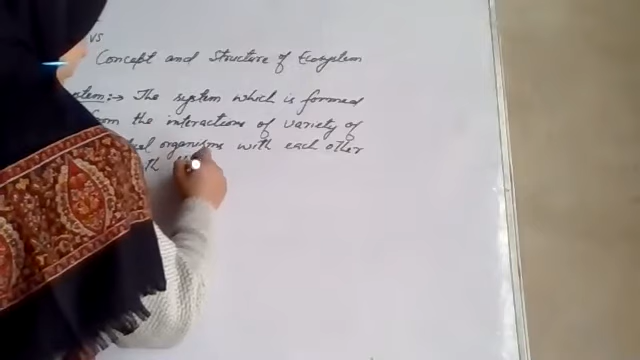 VS
Concept and Structure of Ecosystem
The system which is formed
from the interactions of variety of
organisms with each other